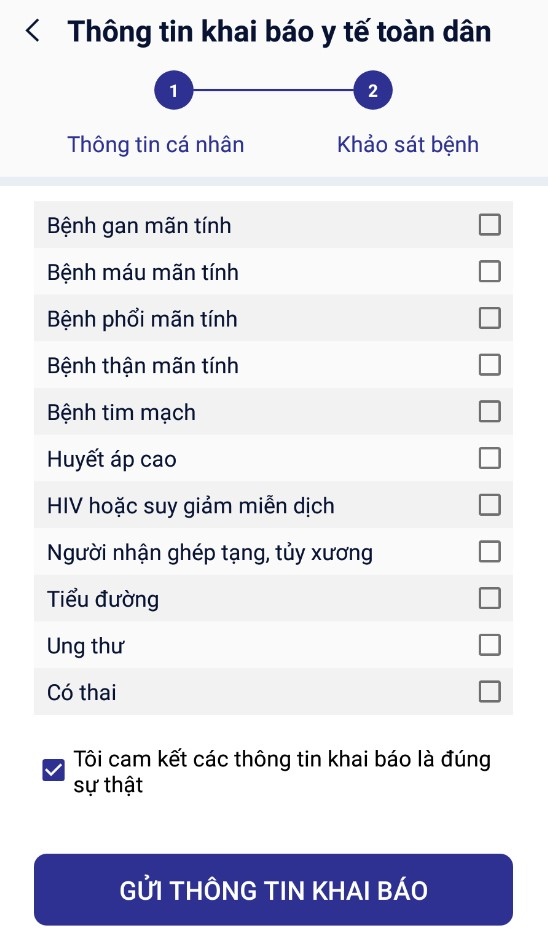 Thông tin khai báo y tế toàn dân
1 2
Thông tin cá nhân Khảo sát bệnh
Bệnh gan mãn tính
Bệnh máu mãn tính
Bệnh phổi mãn tính
Bệnh thận mãn tính
Bệnh tim mạch
Huyết áp cao
HIV hoặc suy giảm miễn dịch
Người nhận ghép tạng, tủy xương
Tiểu đường
Ung thư
Có thai
Tôi cam kết các thông tin khai báo là đúng
sự thật
GỬI THÔNG TIN KHAI BÁO